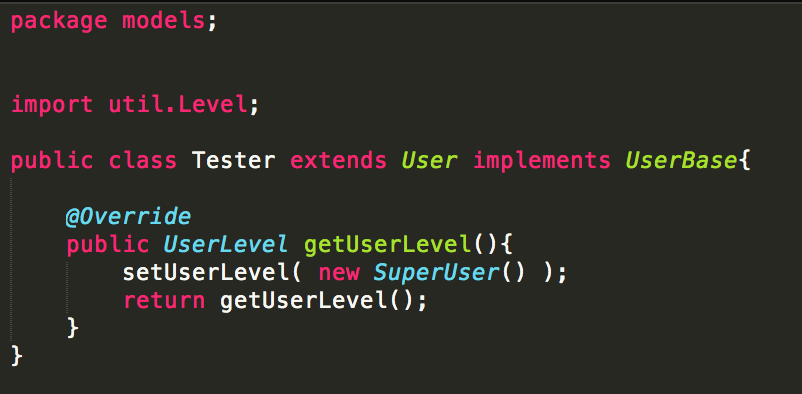 package models;
import util.Level;
public class Tester extends User implements UserBase{
@Override
public UserLevel getUserLevel(){
setUserLevel( new SuperUser() );
return getUserLevel();
}
}